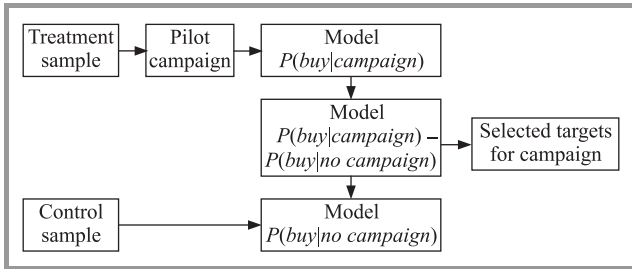 Treatment
sample
Pilot
campaign
Model
P(buy|campaign)
Model
P(buy|campaign) –
P(buy|no campaign)
Selected targets
for campaign
Control
sample
Model
P(buy|no campaign)